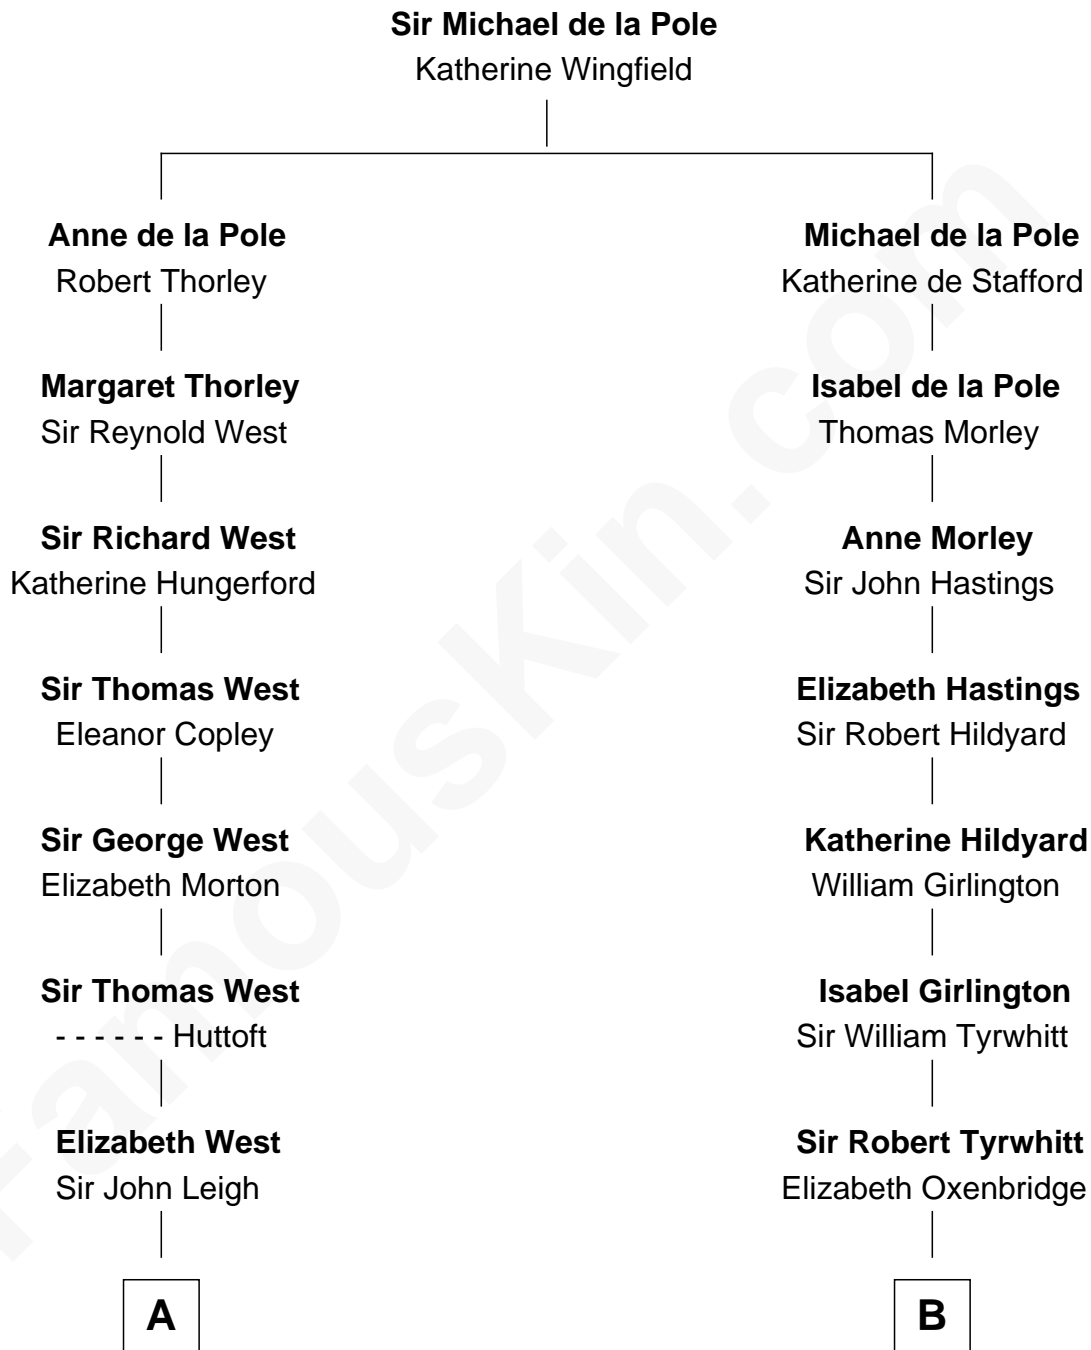 Sir Michael de la Pole
Katherine Wingfield
Anne de la Pole
Robert Thorley
Margaret Thorley
Sir Reynold West
Sir Richard West
Katherine Hungerford
Sir Thomas West
Eleanor Copley
Sir George West
Elizabeth Morton
Sir Thomas West
- - - - - - Huttoft
Elizabeth West
Sir John Leigh
A
Michael de la Pole
Katherine de Stafford
Isabel de la Pole
Thomas Morley
Anne Morley
Sir John Hastings
Elizabeth Hastings
Sir Robert Hildyard
Katherine Hildyard
William Girlington
Isabel Girlington
Sir William Tyrwhitt
Sir Robert Tyrwhitt
Elizabeth Oxenbridge
B
FamousKin.com